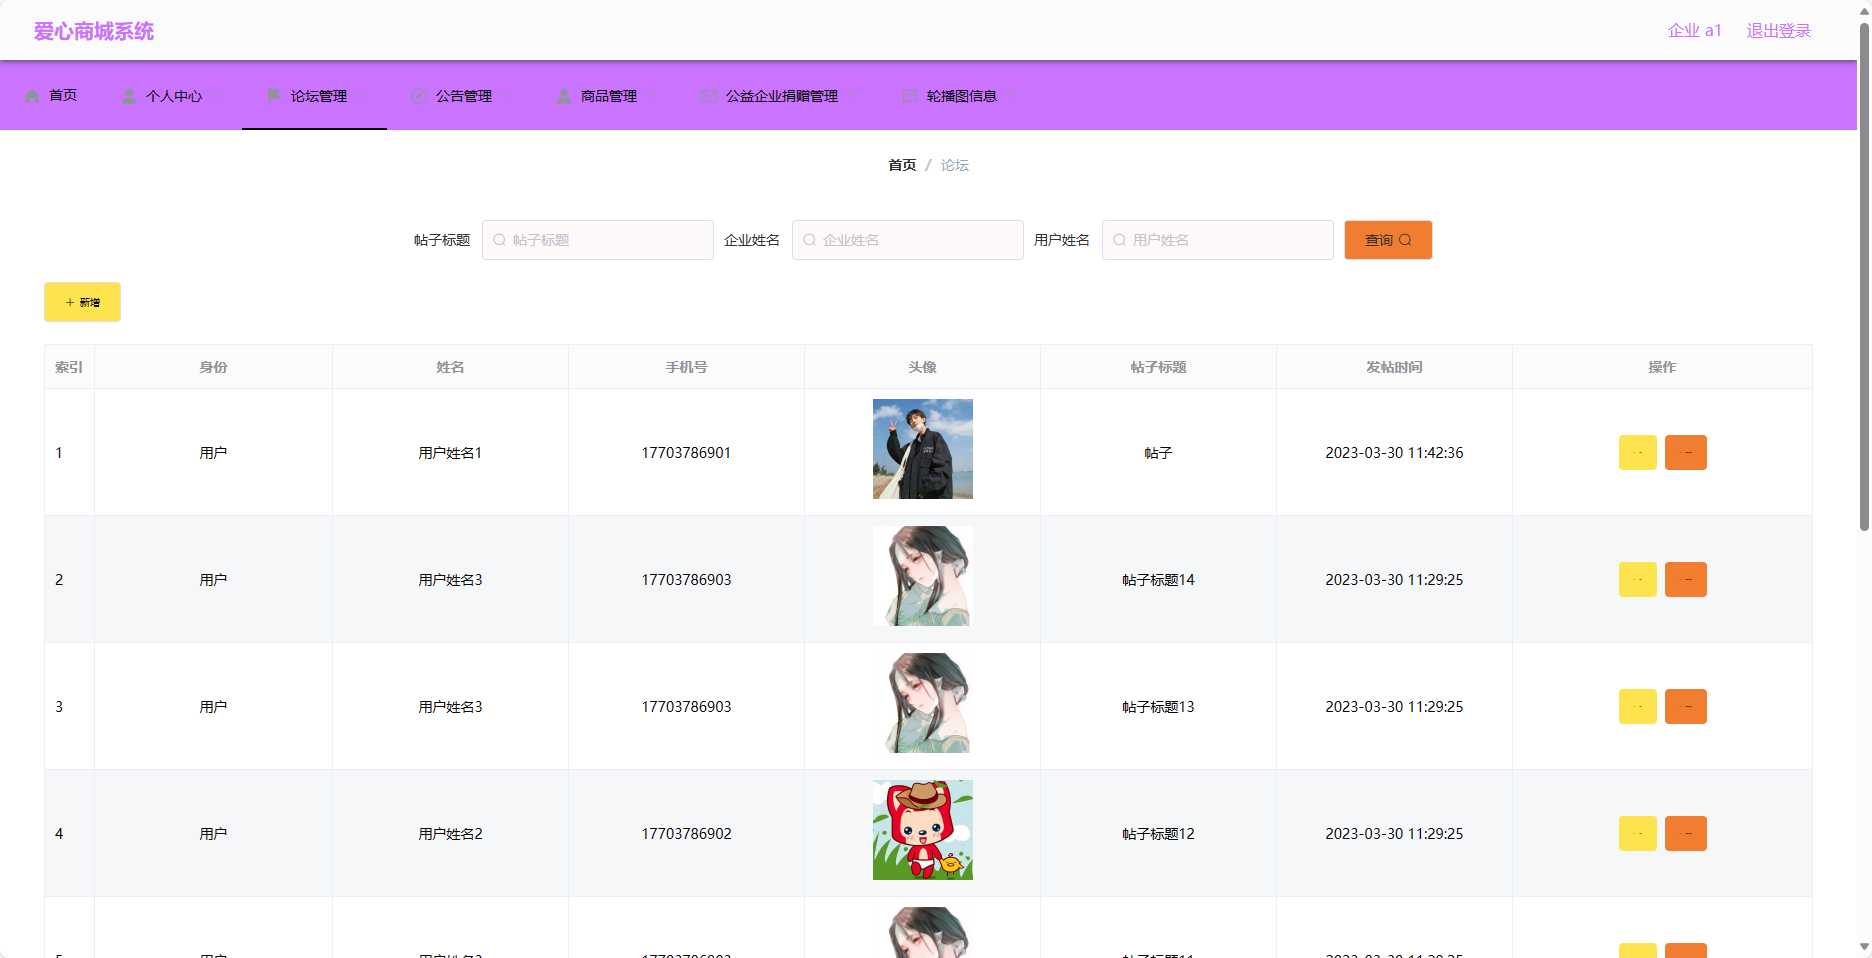 爱心商城系统
企业 a1 退出登录
首页 个人中心 论坛管理 公告管理 商品管理 公益企业捐赠管理 轮播图信息
首页 / 论坛
帖子标题 帖子标题 企业姓名 企业姓名 用户姓名 用户姓名 查询
+ 新增
索引 身份 姓名 手机号 头像 帖子标题 发帖时间 操作
1 用户 用户姓名1 17703786901 帖子 2023-03-30 11:42:36
2 用户 用户姓名3 17703786903 帖子标题14 2023-03-30 11:29:25
3 用户 用户姓名3 17703786903 帖子标题13 2023-03-30 11:29:25
4 用户 用户姓名2 17703786902 帖子标题12 2023-03-30 11:29:25